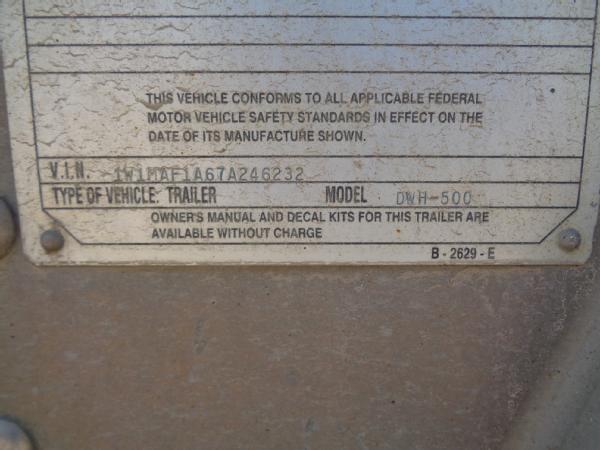 THIS VEHICLE CONFORMS TO ALL APPLICABLE FEDERAL
MOTOR VEHICLE SAFETY STANDARDS IN EFFECT ON THE
DATE OF ITS MANUFACTURE SHOWN.
V.I.N. 1W1MAF1A67A246232
TYPE OF VEHICLE: TRAILER MODEL DWH-500
OWNER'S MANUAL AND DECAL KITS FOR THIS TRAILER ARE
AVAILABLE WITHOUT CHARGE
B - 2629 - E